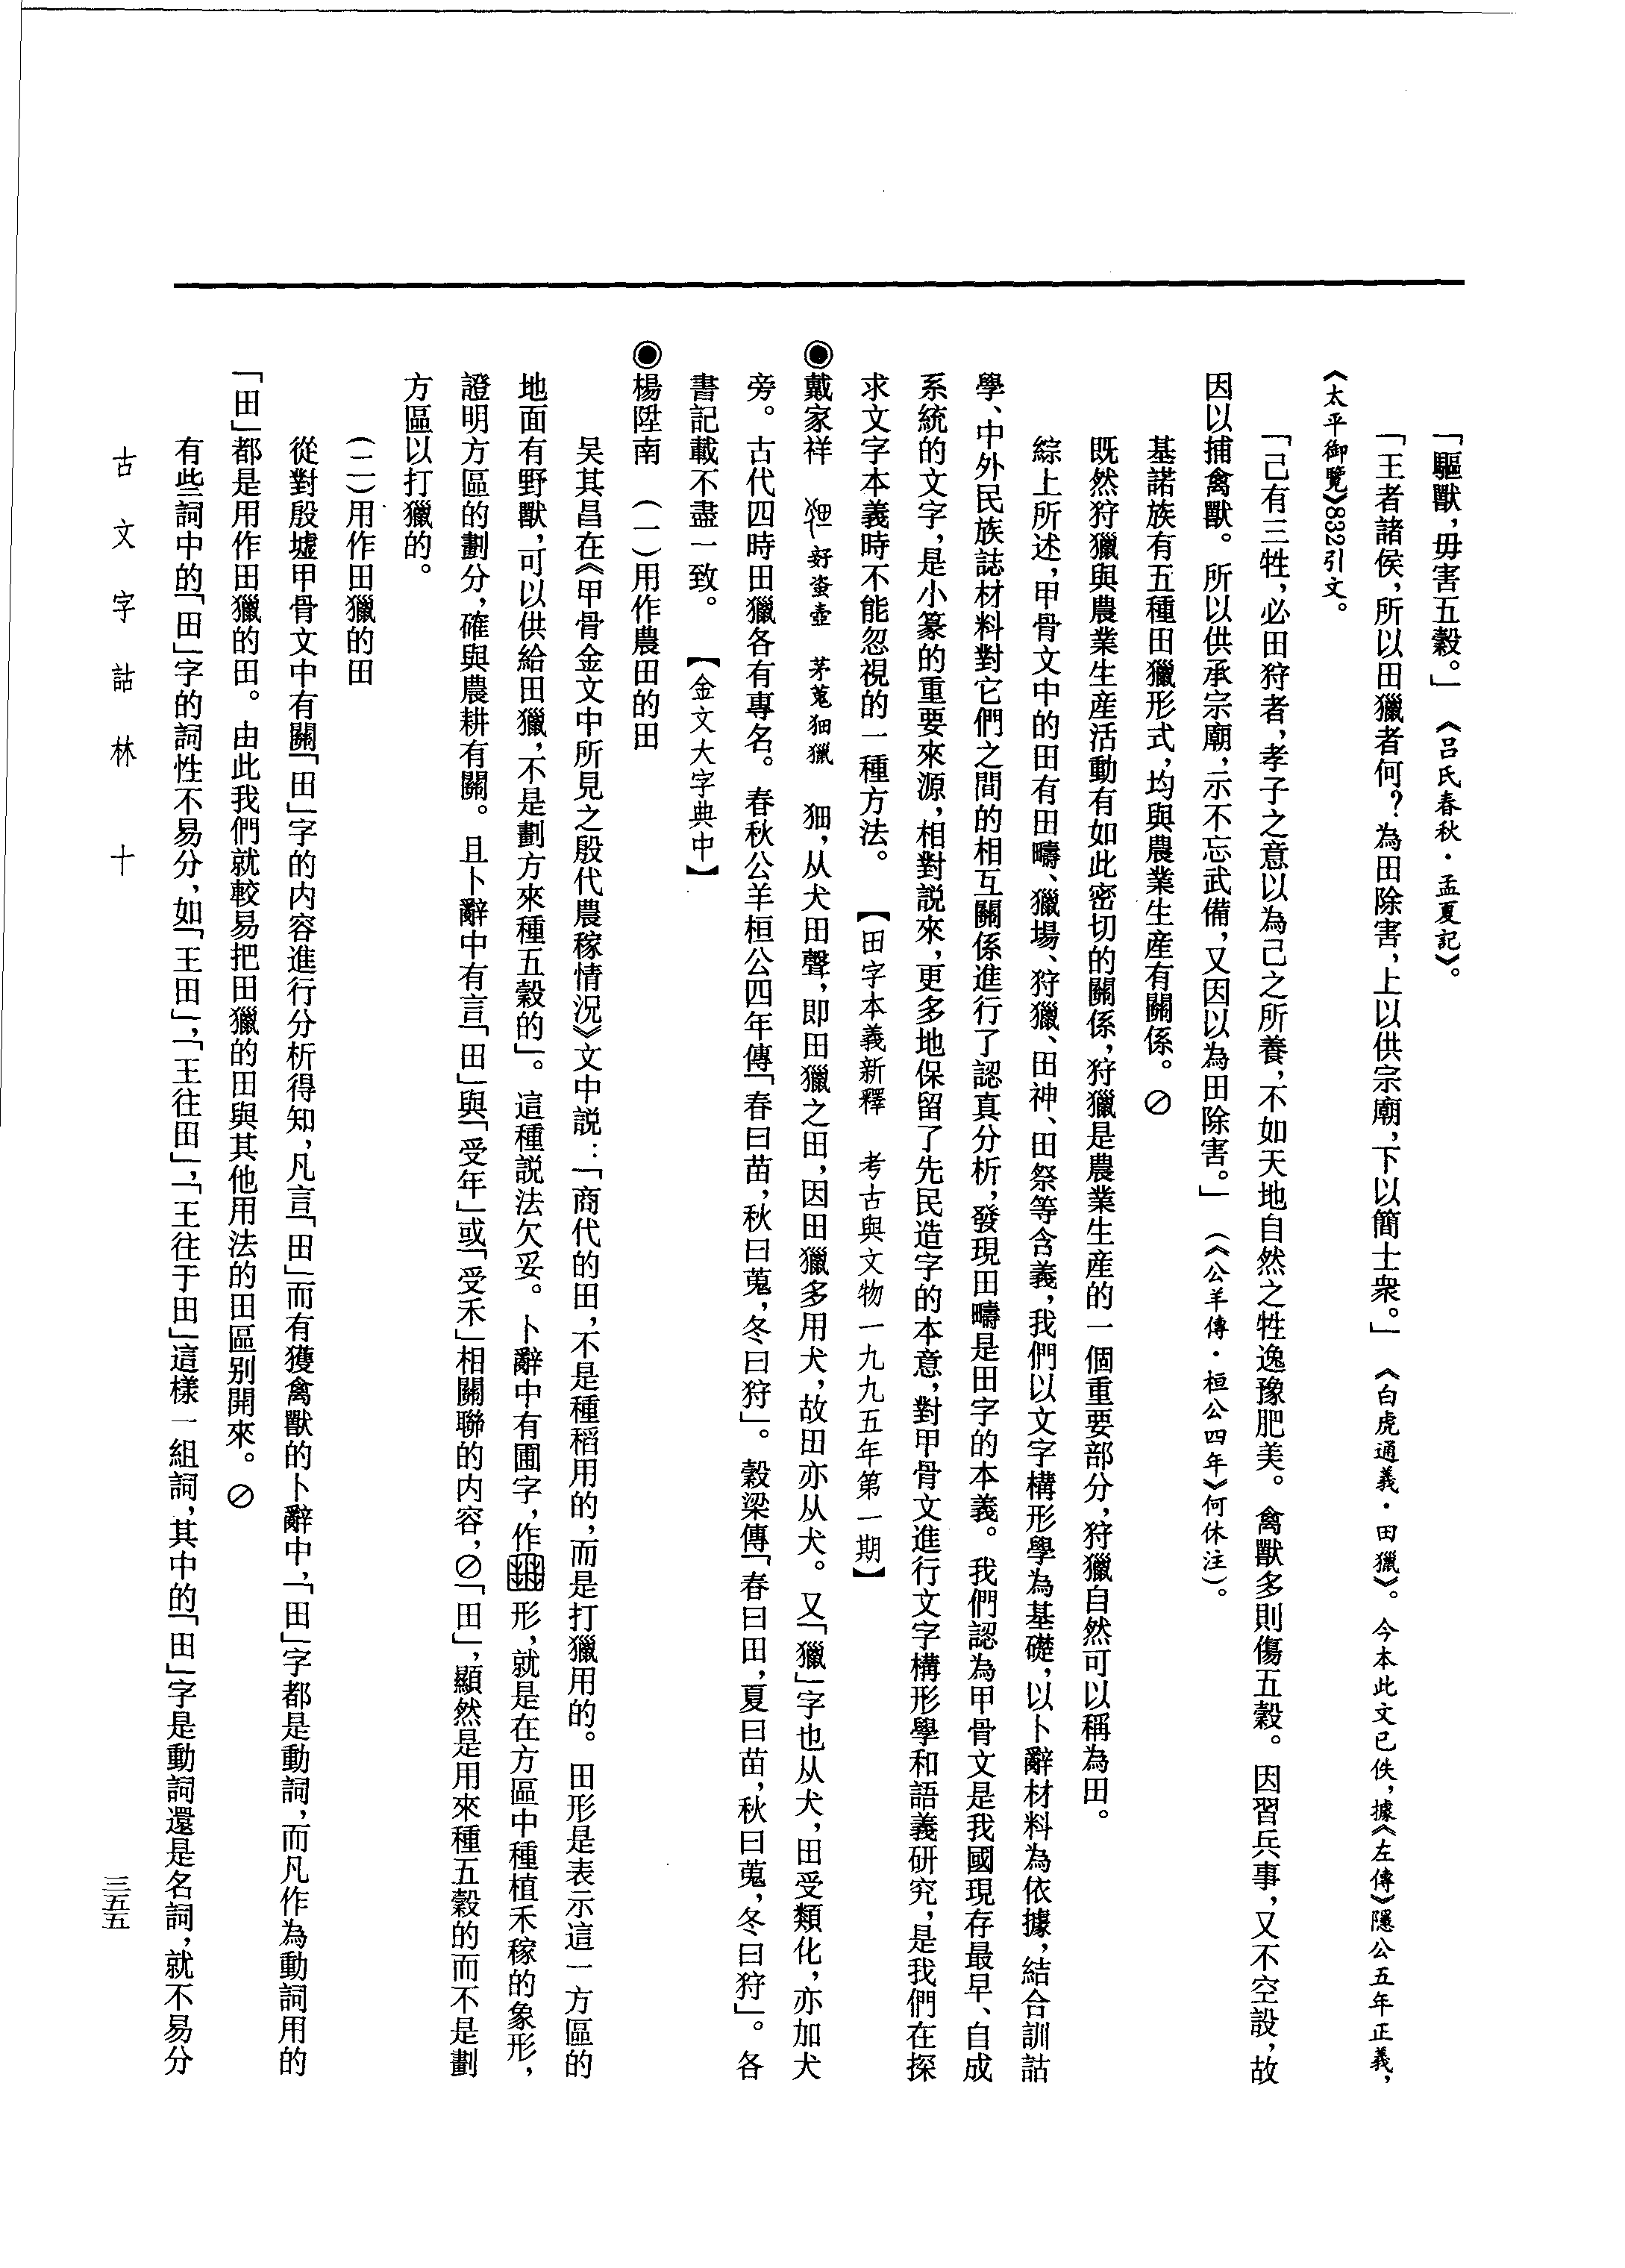 「驅獸，毋害五穀。」《吕氏春秋·孟夏記》。
「王者諸侯，所以田獵者何？為田除害，上以供宗廟，下以簡士衆。」《白虎通義·田獵》。今本此文已佚，據《左傳》隱公五年正義，
《太平御覽》832引文。
「己有三牲，必田狩者，孝子之意以為己之所養，不如天地自然之牲逸豫肥美。禽獸多則傷五穀。因習兵事，又不空設，故
因以捕禽獸。所以供承宗廟，示不忘武備，又因以為田除害。」（《公羊傳·桓公四年》何休注）。
基諾族有五種田獵形式，均與農業生産有關係。⊘
既然狩獵與農業生産活動有如此密切的關係，狩獵是農業生産的一個重要部分，狩獵自然可以稱為田。
綜上所述，甲骨文中的田有田疇、獵場、狩獵、田神、田祭等含義，我們以文字構形學為基礎，以卜辭材料為依據，結合訓詁
學、中外民族誌材料對它們之間的相互關係進行了認真分析，發現田疇是田字的本義。我們認為甲骨文是我國現存最早、自成
系統的文字，是小篆的重要來源，相對説來，更多地保留了先民造字的本意，對甲骨文進行文字構形學和語義研究，是我們在探
求文字本義時不能忽視的一種方法。【田字本義新釋　考古與文物一九九五年第一期】
◉戴家祥　好蚉壺　茅蒐㹃獵　㹃，从犬田聲，即田獵之田，因田獵多用犬，故田亦从犬。又「獵」字也从犬，田受類化，亦加犬
旁。古代四時田獵各有專名。春秋公羊桓公四年傳「春曰苗，秋曰蒐，冬曰狩」。穀梁傳「春曰田，夏曰苗，秋曰蒐，冬曰狩」。各
書記載不盡一致。【金文大字典中】
◉楊陞南　（一）用作農田的田
吴其昌在《甲骨金文中所見之殷代農稼情況》文中説：「商代的田，不是種稻用的，而是打獵用的。田形是表示這一方區的
地面有野獸，可以供給田獵，不是劃方來種五穀的」。這種説法欠妥。卜辭中有圃字，作形，就是在方區中種植禾稼的象形，
證明方區的劃分，確與農耕有關。且卜辭中有言「田」與「受年」或「受禾」相關聯的内容，⊘「田」，顯然是用來種五穀的而不是劃
方區以打獵的。
（二）用作田獵的田
從對殷墟甲骨文中有關「田」字的内容進行分析得知，凡言「田」而有獲禽獸的卜辭中，「田」字都是動詞，而凡作為動詞用的
「田」都是用作田獵的田。由此我們就較易把田獵的田與其他用法的田區别開來。⊘
有些詞中的「田」字的詞性不易分，如「王田」，「王往田」，「王往于田」這樣一組詞，其中的「田」字是動詞還是名詞，就不易分
古文字詁林　十
三五五